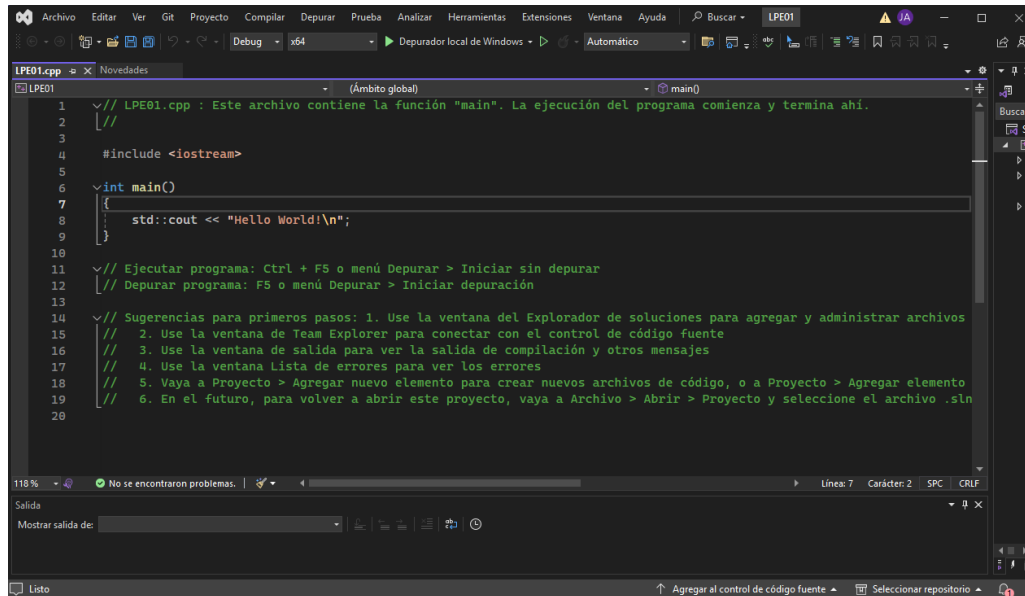 Archivo Editar Ver Git Proyecto Compilar Depurar Prueba Analizar Herramientas Extensiones Ventana Ayuda Buscar LPE01 JA
Debug x64 Depurador local de Windows Automático
LPE01.cpp Novedades
LPE01 (Ámbito global) main()
1 // LPE01.cpp : Este archivo contiene la función "main". La ejecución del programa comienza y termina ahí.
2 //
3
4 #include <iostream>
5
6 int main()
7 {
8 std::cout << "Hello World!\n";
9 }
10
11 // Ejecutar programa: Ctrl + F5 o menú Depurar > Iniciar sin depurar
12 // Depurar programa: F5 o menú Depurar > Iniciar depuración
13
14 // Sugerencias para primeros pasos: 1. Use la ventana del Explorador de soluciones para agregar y administrar archivos
15 // 2. Use la ventana de Team Explorer para conectar con el control de código fuente
16 // 3. Use la ventana de salida para ver la salida de compilación y otros mensajes
17 // 4. Use la ventana Lista de errores para ver los errores
18 // 5. Vaya a Proyecto > Agregar nuevo elemento para crear nuevos archivos de código, o a Proyecto > Agregar elemento
19 // 6. En el futuro, para volver a abrir este proyecto, vaya a Archivo > Abrir > Proyecto y seleccione el archivo .sln
20
Busca
118 % No se encontraron problemas. Línea: 7 Carácter: 2 SPC CRLF
Salida
Mostrar salida de:
Listo Agregar al control de código fuente Seleccionar repositorio